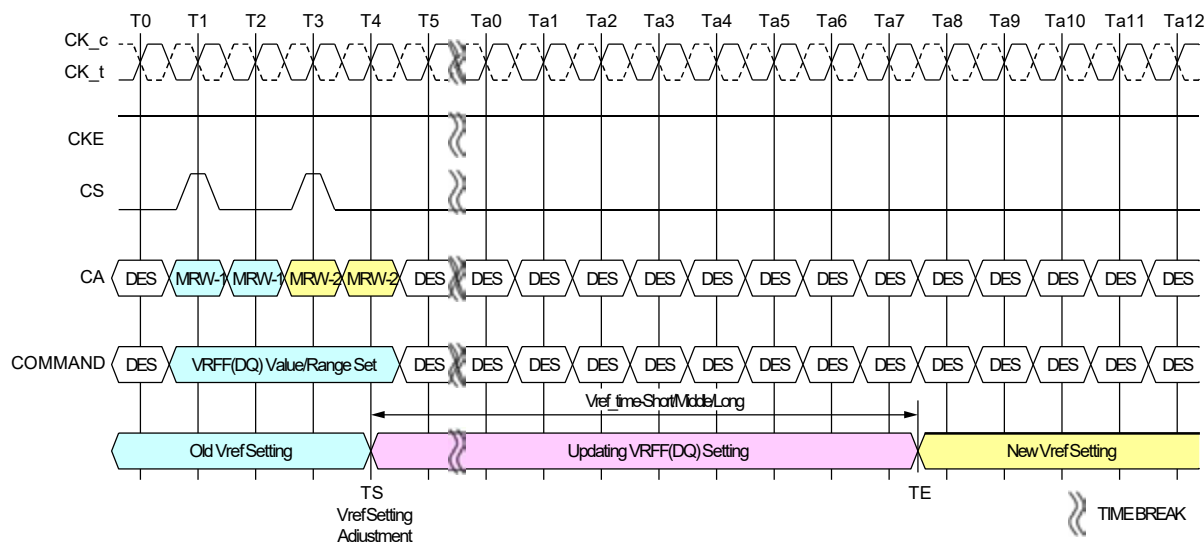 T0 T1 T2 T3 T4 T5 Ta0 Ta1 Ta2 Ta3 Ta4 Ta5 Ta6 Ta7 Ta8 Ta9 Ta10 Ta11 Ta12
CK_c
CK_t
CKE
CS
CA DES MRW-1 MRW-1 MRW-2 MRW-2 DES DES DES DES DES DES DES DES DES DES DES DES DES DES
COMMAND DES VRFF(DQ) Value/Range Set DES DES DES DES DES DES DES DES DES DES DES DES DES DES
Vref_time-Short/Middle/Long
Old Vref Setting Updating VRFF(DQ) Setting New Vref Setting
TS TE
Vref Setting
Adjustment
TIME BREAK